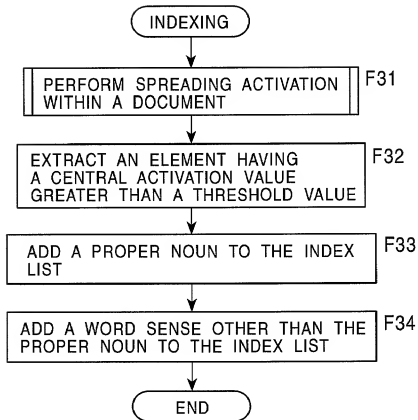 INDEXING
PERFORM SPREADING ACTIVATION
WITHIN A DOCUMENT
F31
EXTRACT AN ELEMENT HAVING
A CENTRAL ACTIVATION VALUE
GREATER THAN A THRESHOLD VALUE
F32
ADD A PROPER NOUN TO THE INDEX
LIST
F33
ADD A WORD SENSE OTHER THAN THE
PROPER NOUN TO THE INDEX LIST
F34
END